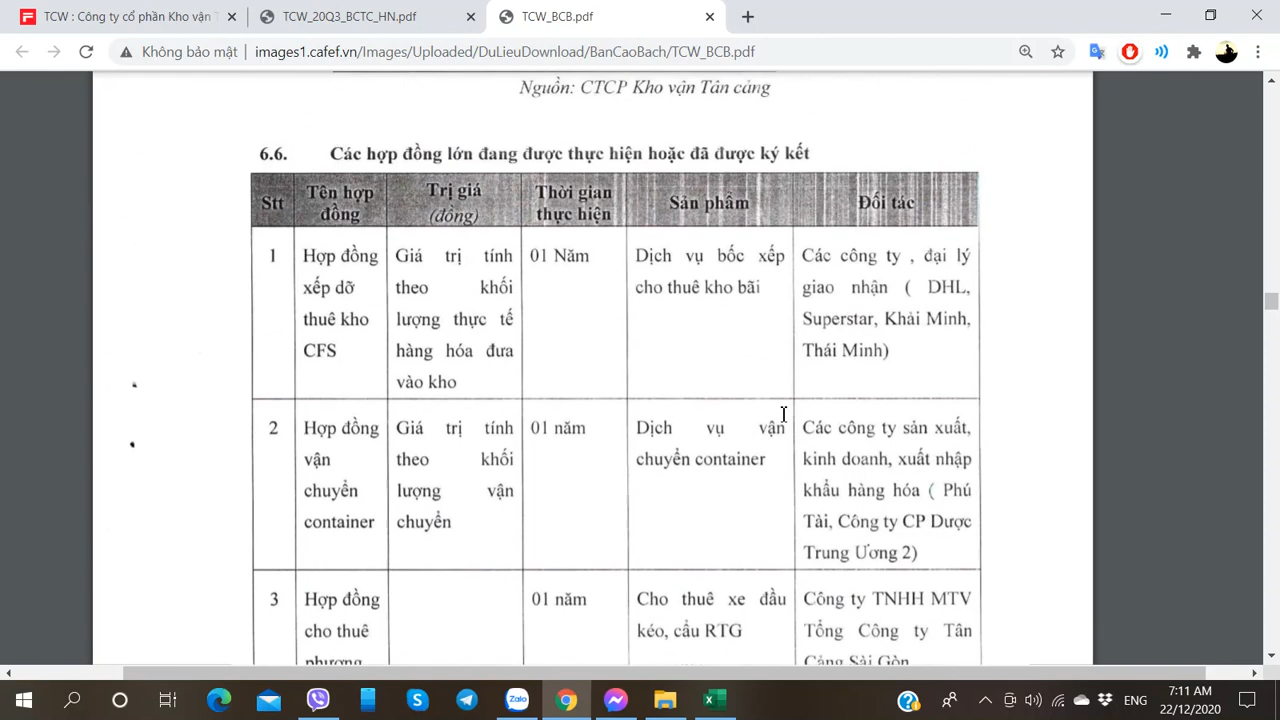 TCW : Công ty cổ phần Kho vận T
TCW_20Q3_BCTC_HN.pdf
TCW_BCB.pdf
Không bảo mật
images1.cafef.vn/Images/Uploaded/DuLieuDownload/BanCaoBach/TCW_BCB.pdf
Nguồn: CTCP Kho vận Tân cảng
6.6. Các hợp đồng lớn đang được thực hiện hoặc đã được ký kết
Stt
Tên hợp
đồng
Trị giá
(đồng)
Thời gian
thực hiện
Sản phẩm
Đối tác
1
Hợp đồng
xếp dỡ
thuê kho
CFS
Giá trị tính
theo khối
lượng thực tế
hàng hóa đưa
vào kho
01 Năm
Dịch vụ bốc xếp
cho thuê kho bãi
Các công ty , đại lý
giao nhận ( DHL,
Superstar, Khải Minh,
Thái Minh)
2
Hợp đồng
vận
chuyển
container
Giá trị tính
theo khối
lượng vận
chuyển
01 năm
Dịch vụ vận
chuyển container
Các công ty sản xuất,
kinh doanh, xuất nhập
khẩu hàng hóa ( Phú
Tài, Công ty CP Dược
Trung Ương 2)
3
Hợp đồng
cho thuê
phương
01 năm
Cho thuê xe đầu
kéo, cẩu RTG
Công ty TNHH MTV
Tổng Công ty Tân
Cảng Sài Gòn
Zalo
ENG
7:11 AM
22/12/2020